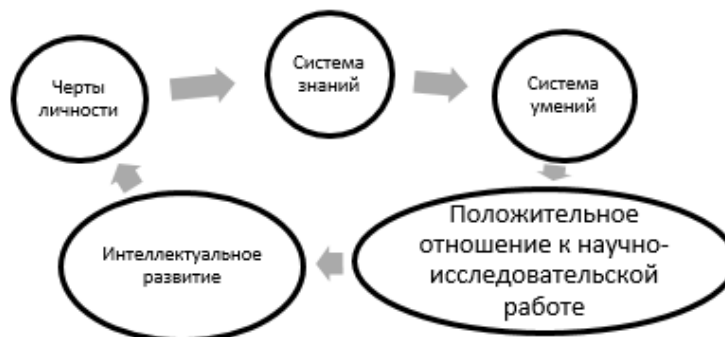 Черты
личности
Система
знаний
Система
умений
Положительное
отношение к научно-
исследовательской
работе
Интеллектуальное
развитие